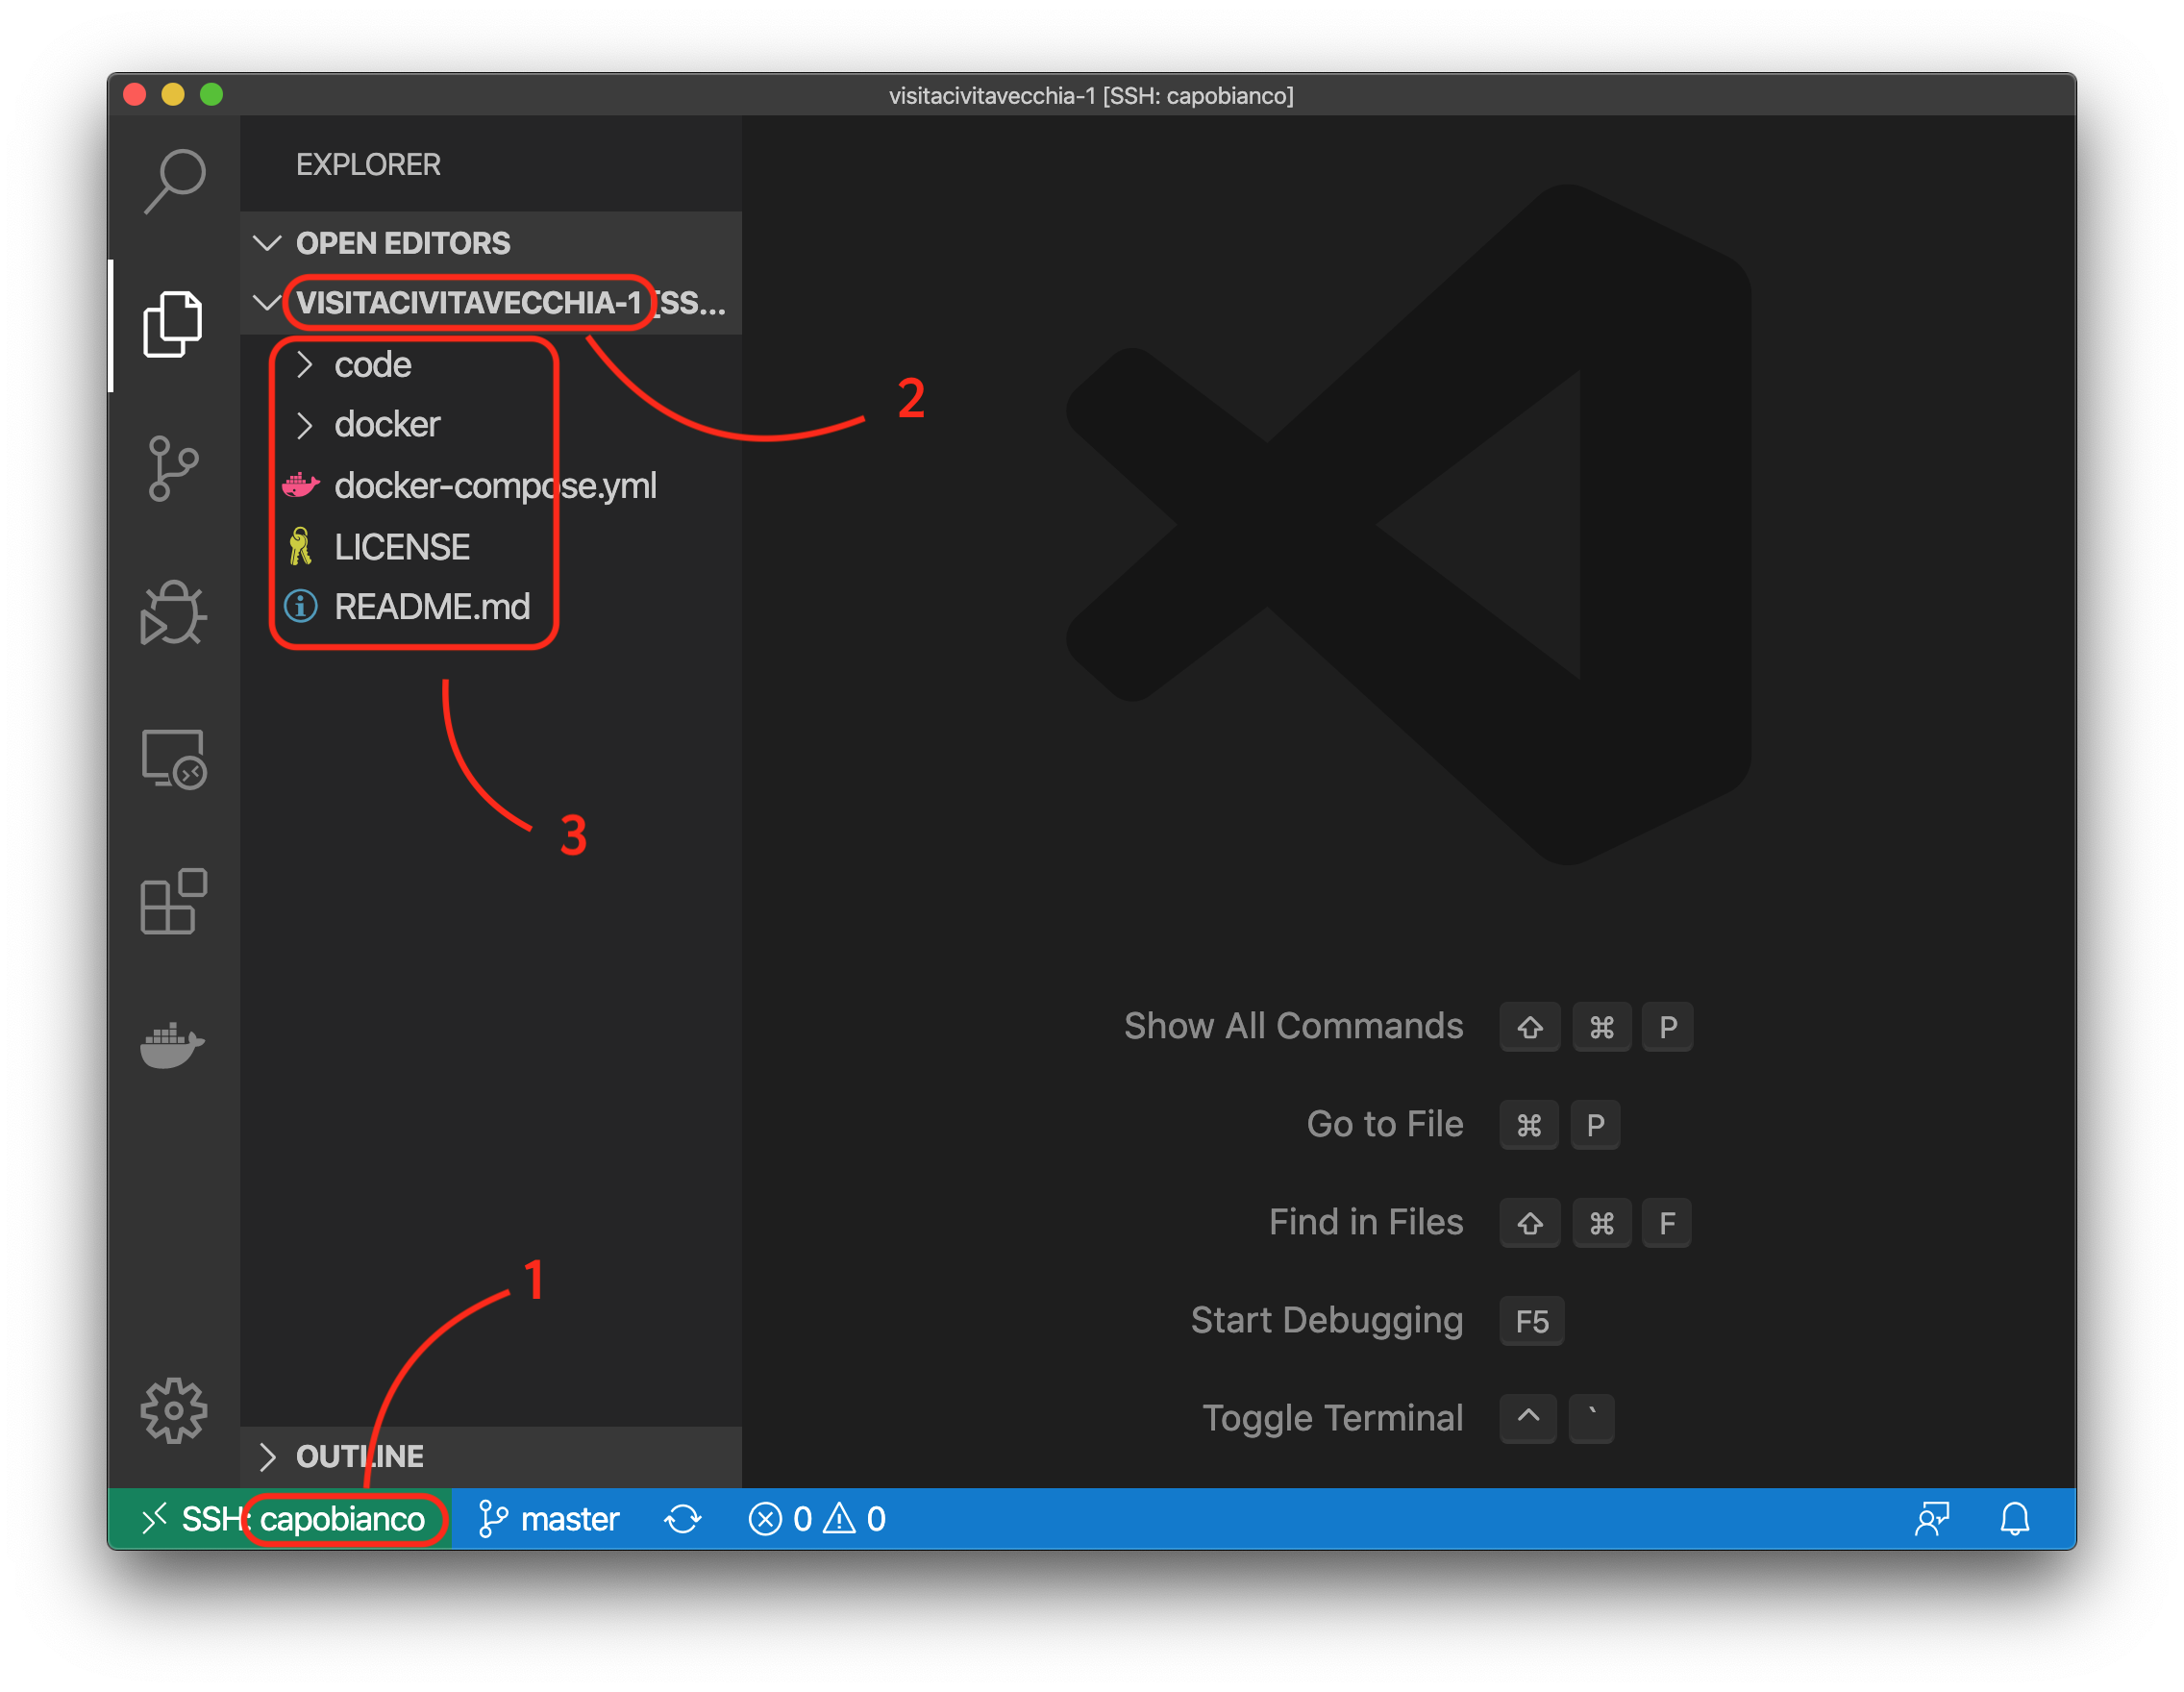 visitacivitavecchia-1 [SSH: capobianco]
EXPLORER
OPEN EDITORS
VISITACIVITAVECCHIA-1 [SS...
code
docker
docker-compose.yml
LICENSE
README.md
2
3
1
Show All Commands ⇧ ⌘ P
Go to File ⌘ P
Find in Files ⇧ ⌘ F
Start Debugging F5
Toggle Terminal ^ `
OUTLINE
SSH: capobianco master 0 0